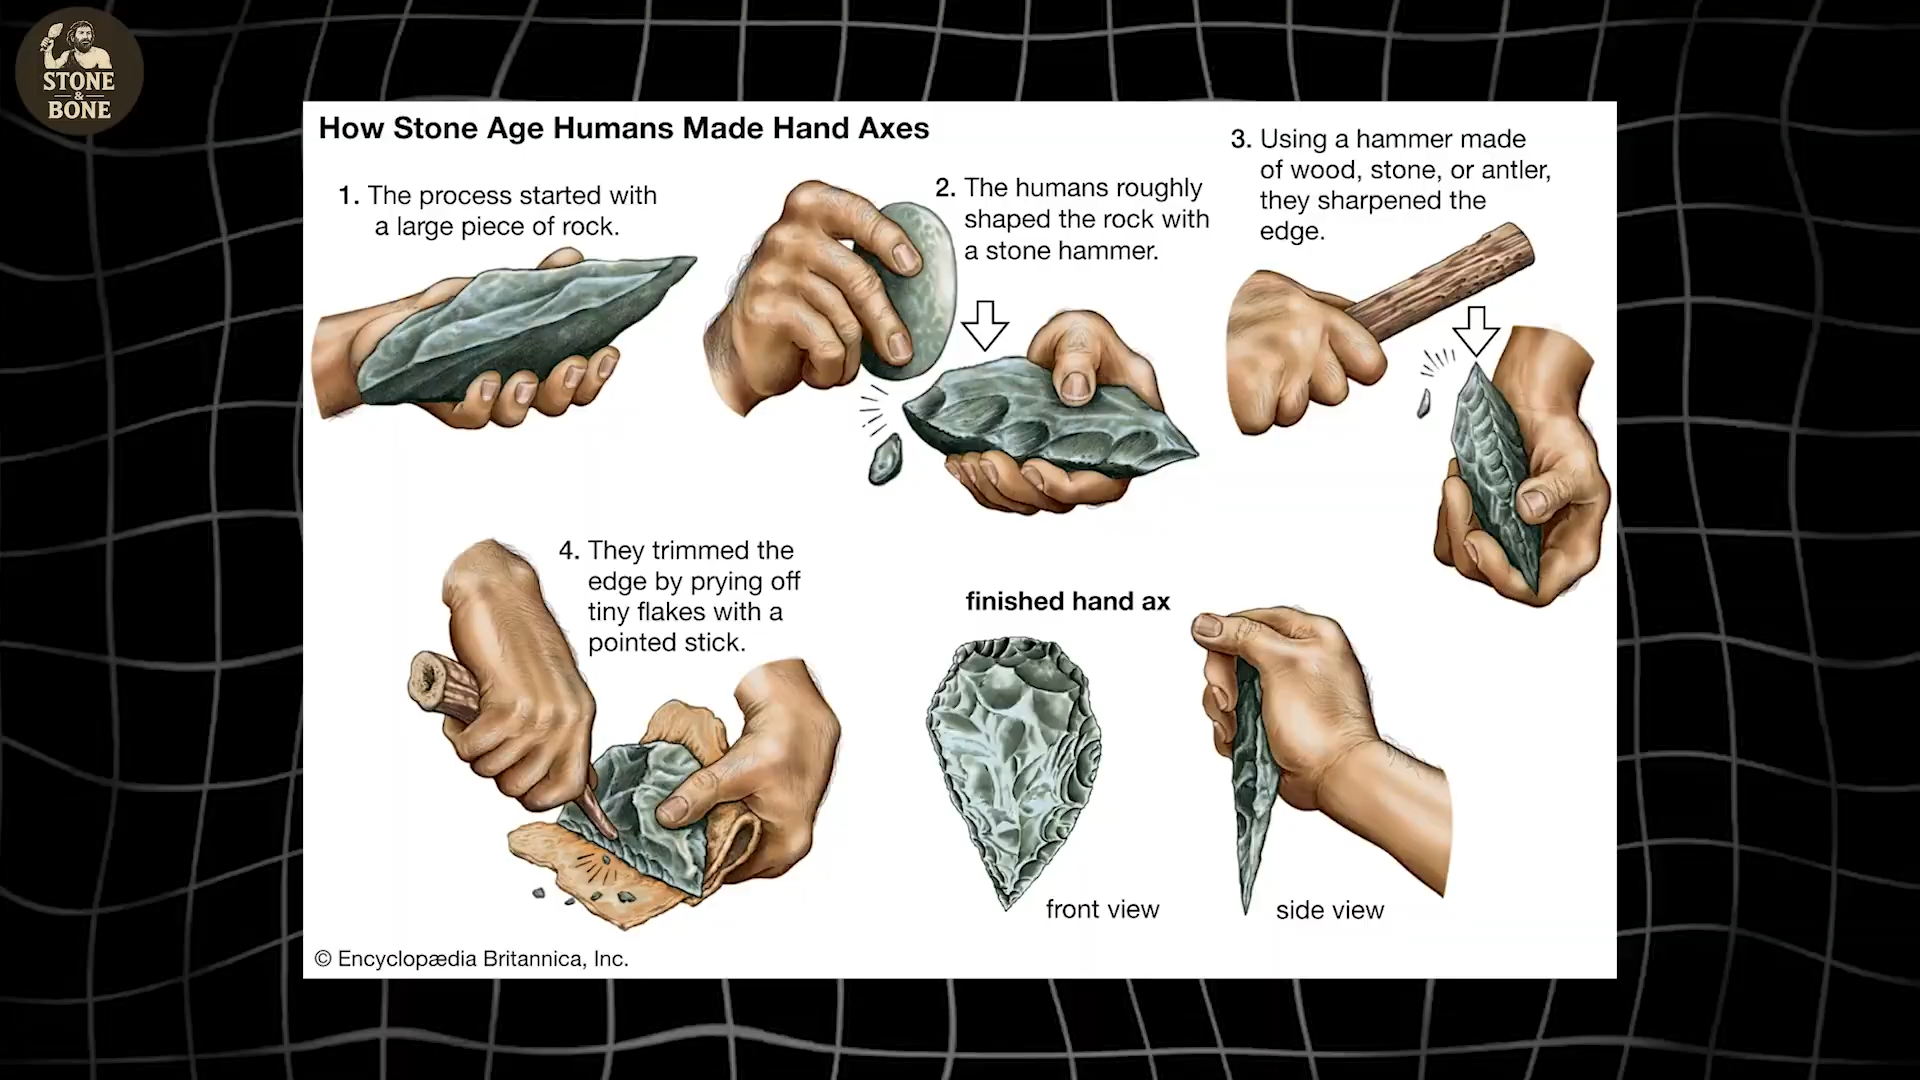 STONE
&
BONE
How Stone Age Humans Made Hand Axes
1. The process started with
a large piece of rock.
2. The humans roughly
shaped the rock with
a stone hammer.
3. Using a hammer made
of wood, stone, or antler,
they sharpened the
edge.
4. They trimmed the
edge by prying off
tiny flakes with a
pointed stick.
finished hand ax
front view
side view
© Encyclopædia Britannica, Inc.